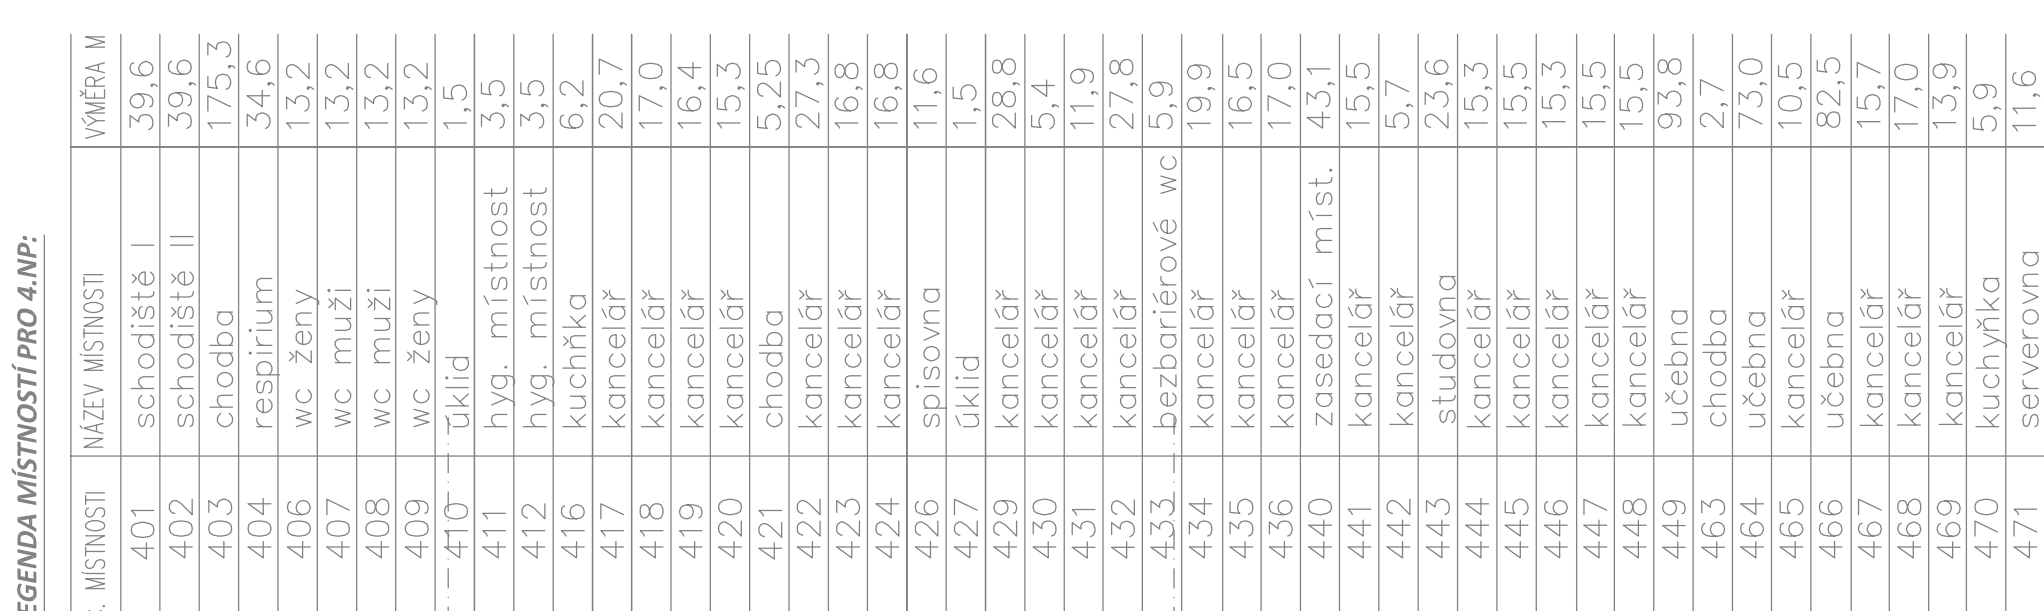 EGENDA MÍSTNOSTÍ PRO 4.NP:
. MÍSTNOSTI NÁZEV MÍSTNOSTI VÝMĚRA M
401 schodiště I 39,6
402 schodiště II 39,6
403 chodba 175,3
404 respirium 34,6
406 wc ženy 13,2
407 wc muži 13,2
408 wc muži 13,2
409 wc ženy 13,2
410 úklid 1,5
411 hyg. místnost 3,5
412 hyg. místnost 3,5
416 kuchňka 6,2
417 kancelář 20,7
418 kancelář 17,0
419 kancelář 16,4
420 kancelář 15,3
421 chodba 5,25
422 kancelář 27,3
423 kancelář 16,8
424 kancelář 16,8
426 spisovna 11,6
427 úklid 1,5
429 kancelář 28,8
430 kancelář 5,4
431 kancelář 11,9
432 kancelář 27,8
433 bezbariérové wc 5,9
434 kancelář 19,9
435 kancelář 16,5
436 kancelář 17,0
440 zasedací míst. 43,1
441 kancelář 15,5
442 kancelář 5,7
443 studovna 23,6
444 kancelář 15,3
445 kancelář 15,5
446 kancelář 15,3
447 kancelář 15,5
448 kancelář 15,5
449 učebna 93,8
463 chodba 2,7
464 učebna 73,0
465 kancelář 10,5
466 učebna 82,5
467 kancelář 15,7
468 kancelář 17,0
469 kancelář 13,9
470 kuchyňka 5,9
471 serverovna 11,6